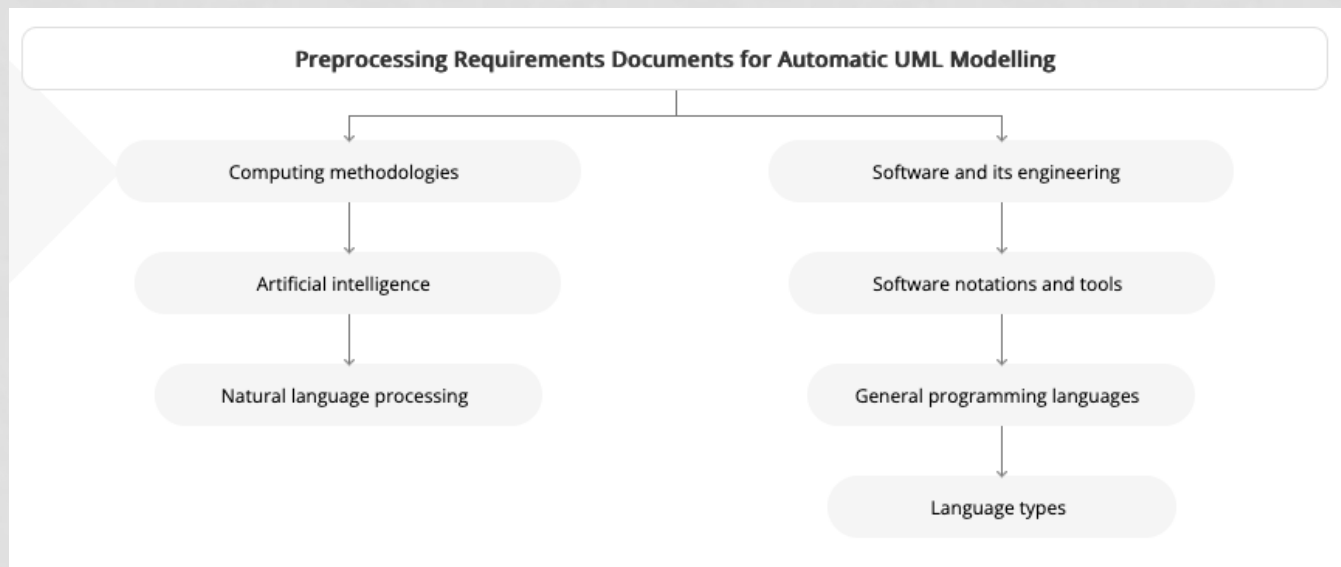 Preprocessing Requirements Documents for Automatic UML Modelling
Computing methodologies
Software and its engineering
Artificial intelligence
Software notations and tools
Natural language processing
General programming languages
Language types